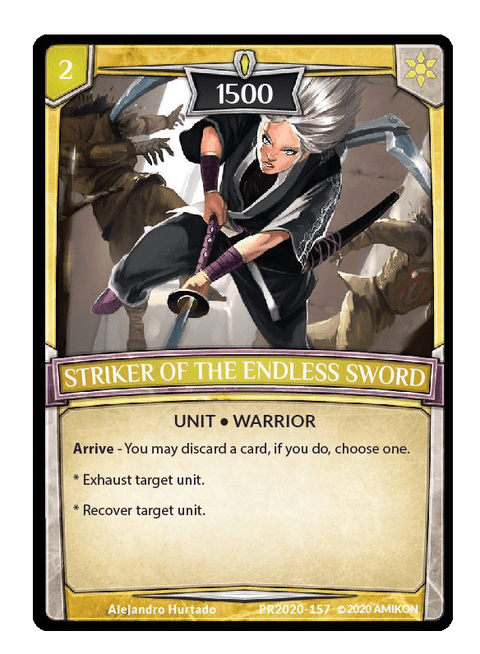 2
1500
STRIKER OF THE ENDLESS SWORD
UNIT • WARRIOR
Arrive - You may discard a card, if you do, choose one.
* Exhaust target unit.
* Recover target unit.
Alejandro Hurtado PR2020-157 ©2020 AMIKON